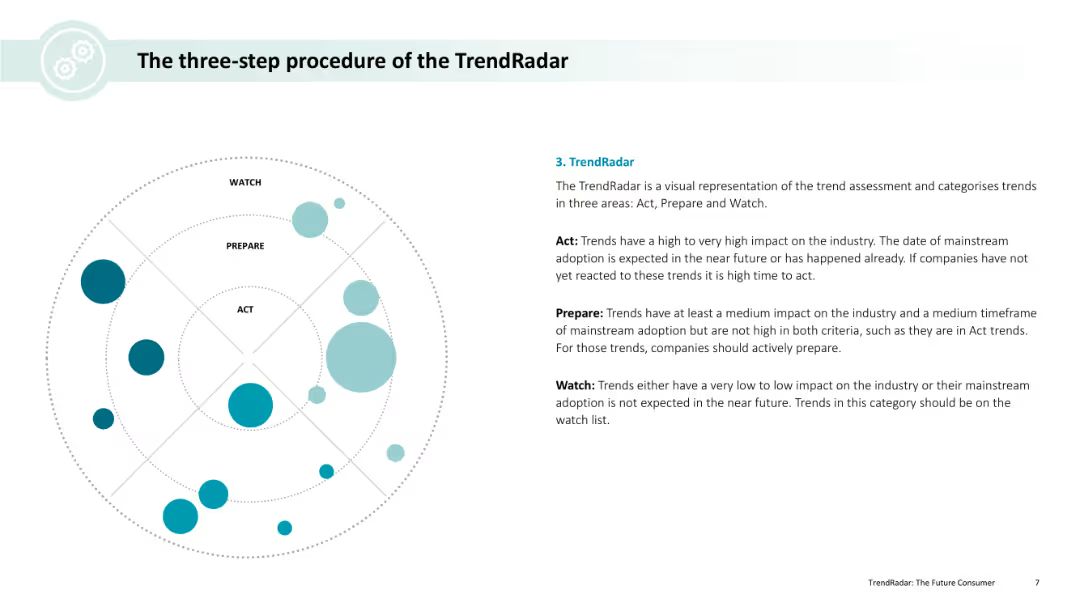 The three-step procedure of the TrendRadar
WATCH
PREPARE
ACT
3. TrendRadar
The TrendRadar is a visual representation of the trend assessment and categorises trends
in three areas: Act, Prepare and Watch.
Act: Trends have a high to very high impact on the industry. The date of mainstream
adoption is expected in the near future or has happened already. If companies have not
yet reacted to these trends it is high time to act.
Prepare: Trends have at least a medium impact on the industry and a medium timeframe
of mainstream adoption but are not high in both criteria, such as they are in Act trends.
For those trends, companies should actively prepare.
Watch: Trends either have a very low to low impact on the industry or their mainstream
adoption is not expected in the near future. Trends in this category should be on the
watch list.
TrendRadar: The Future Consumer 7